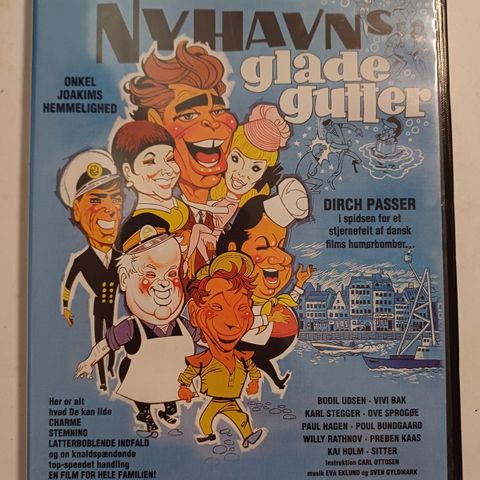 NYHAVNs
glade
gutter
ONKEL
JOAKIMS
HEMMELIGHED
DIRCH PASSER
i spidsen for et
stjernefelt af dansk
films humørbomber...
Her er alt
hvad De kan lide
CHARME
STEMNING
LATTERBOBLENDE INDFALD
og en knaldspændende
top-speedet handling
EN FILM FOR HELE FAMILIEN!
BODIL UDSEN · VIVI BAK
KARL STEGGER · OVE SPROGØE
PAUL HAGEN · POUL BUNDGAARD
WILLY RATHNOV · PREBEN KAAS
KAI HOLM · SITTER
instruktion CARL OTTOSEN
musik EVA EKLUND og SVEN GYLDMARK